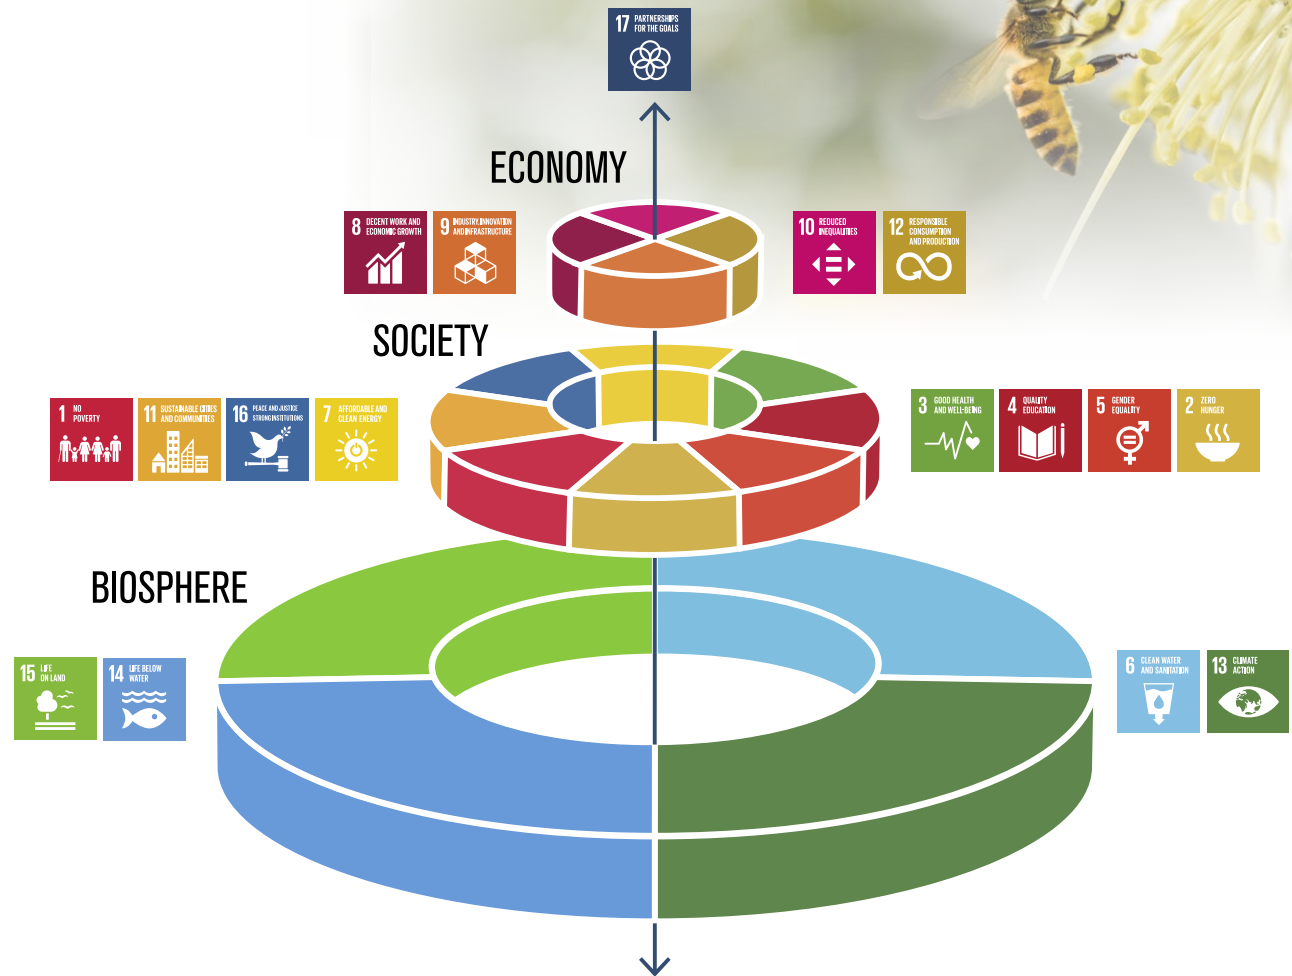 17 PARTNERSHIPS
FOR THE GOALS
ECONOMY
8 DECENT WORK AND
ECONOMIC GROWTH
9 INDUSTRY, INNOVATION
AND INFRASTRUCTURE
10 REDUCED
INEQUALITIES
12 RESPONSIBLE
CONSUMPTION
AND PRODUCTION
SOCIETY
1 NO
POVERTY
11 SUSTAINABLE CITIES
AND COMMUNITIES
16 PEACE AND JUSTICE
STRONG INSTITUTIONS
7 AFFORDABLE AND
CLEAN ENERGY
3 GOOD HEALTH
AND WELL-BEING
4 QUALITY
EDUCATION
5 GENDER
EQUALITY
2 ZERO
HUNGER
BIOSPHERE
15 LIFE
ON LAND
14 LIFE BELOW
WATER
6 CLEAN WATER
AND SANITATION
13 CLIMATE
ACTION